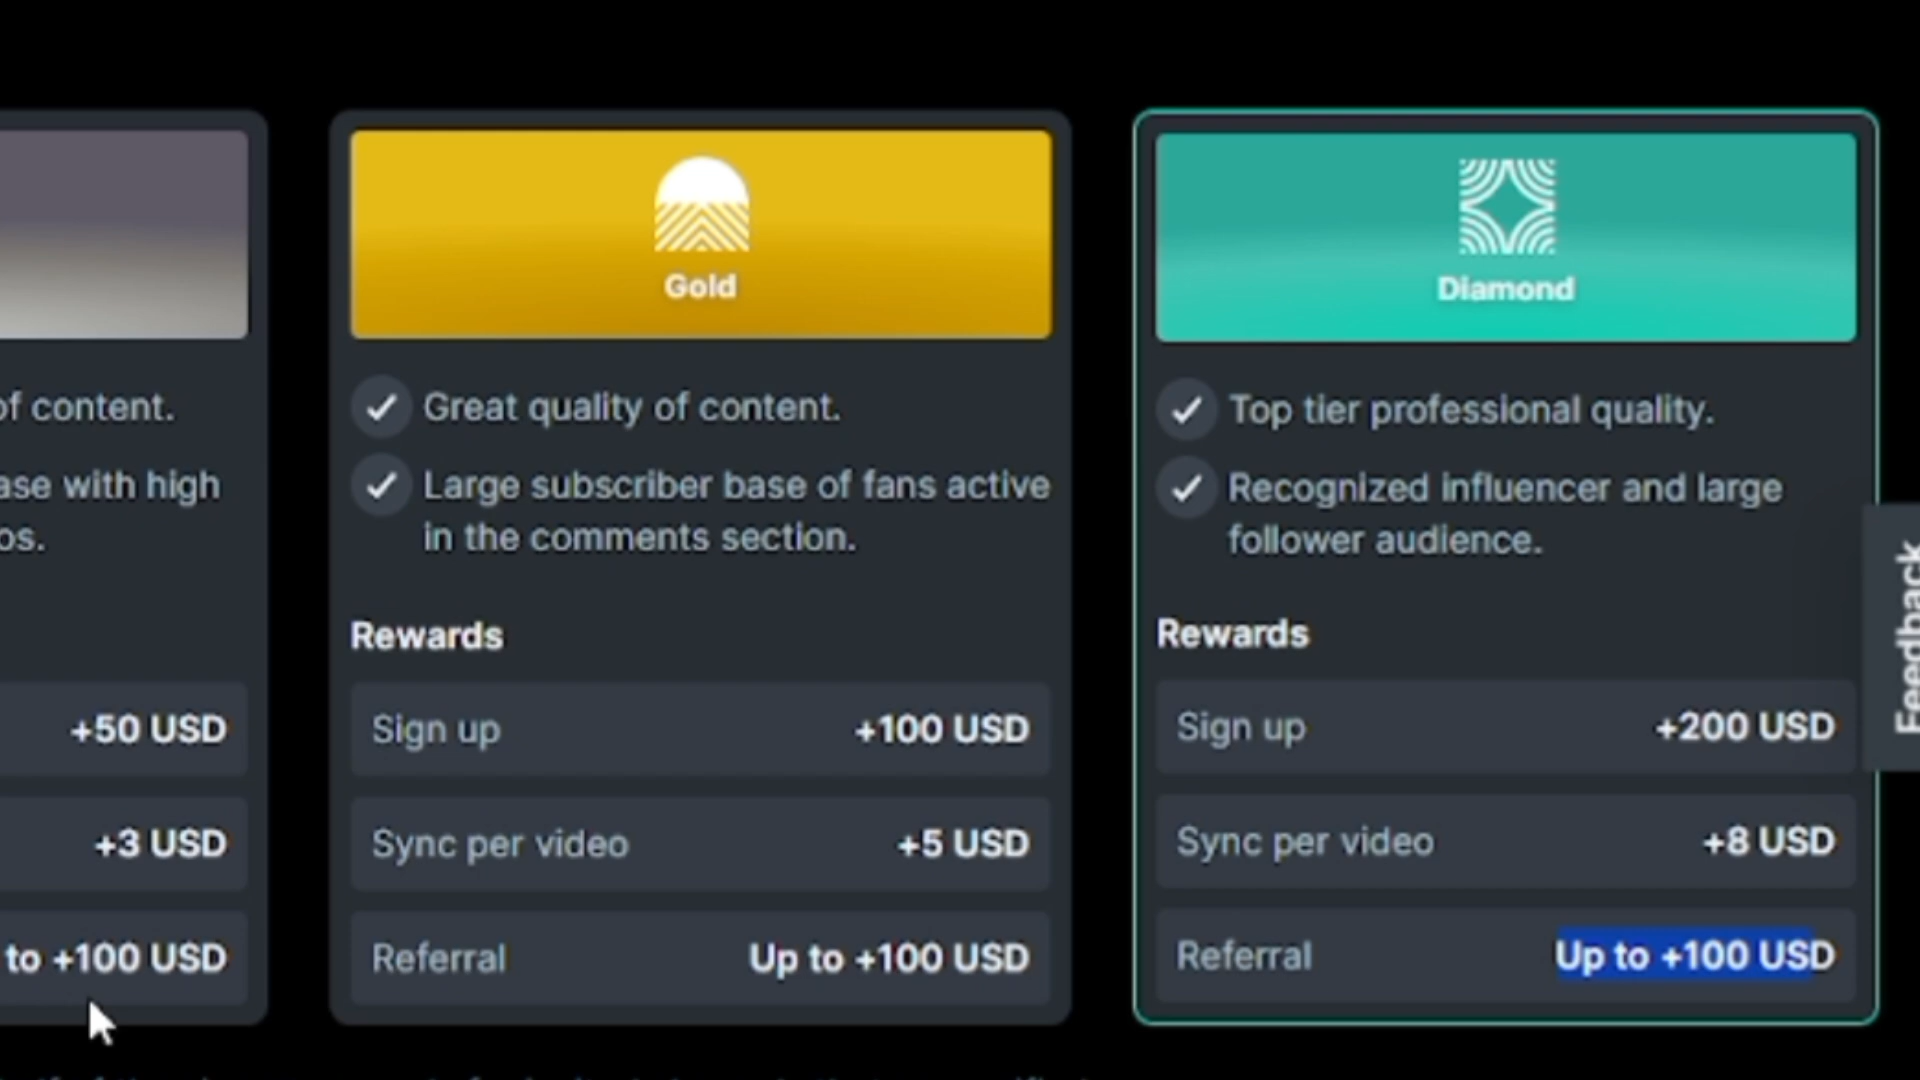 of content.
ase with high
os.
+50 USD
+3 USD
to +100 USD
Gold
Great quality of content.
Large subscriber base of fans active
in the comments section.
Rewards
Sign up +100 USD
Sync per video +5 USD
Referral Up to +100 USD
Diamond
Top tier professional quality.
Recognized influencer and large
follower audience.
Rewards
Sign up +200 USD
Sync per video +8 USD
Referral Up to +100 USD
Feedback